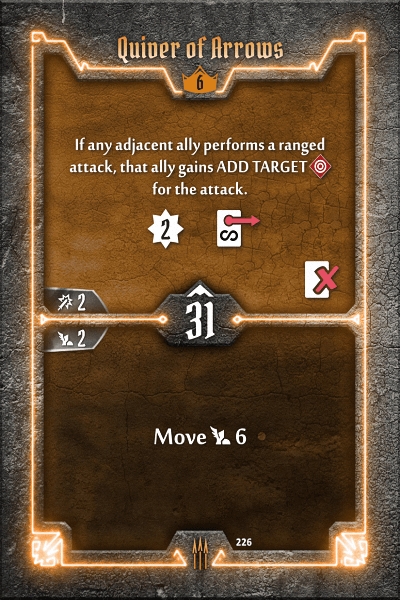 Quiver of Arrows
6
If any adjacent ally performs a ranged
attack, that ally gains ADD TARGET
for the attack.
2
S
2
31
2
Move 6
226